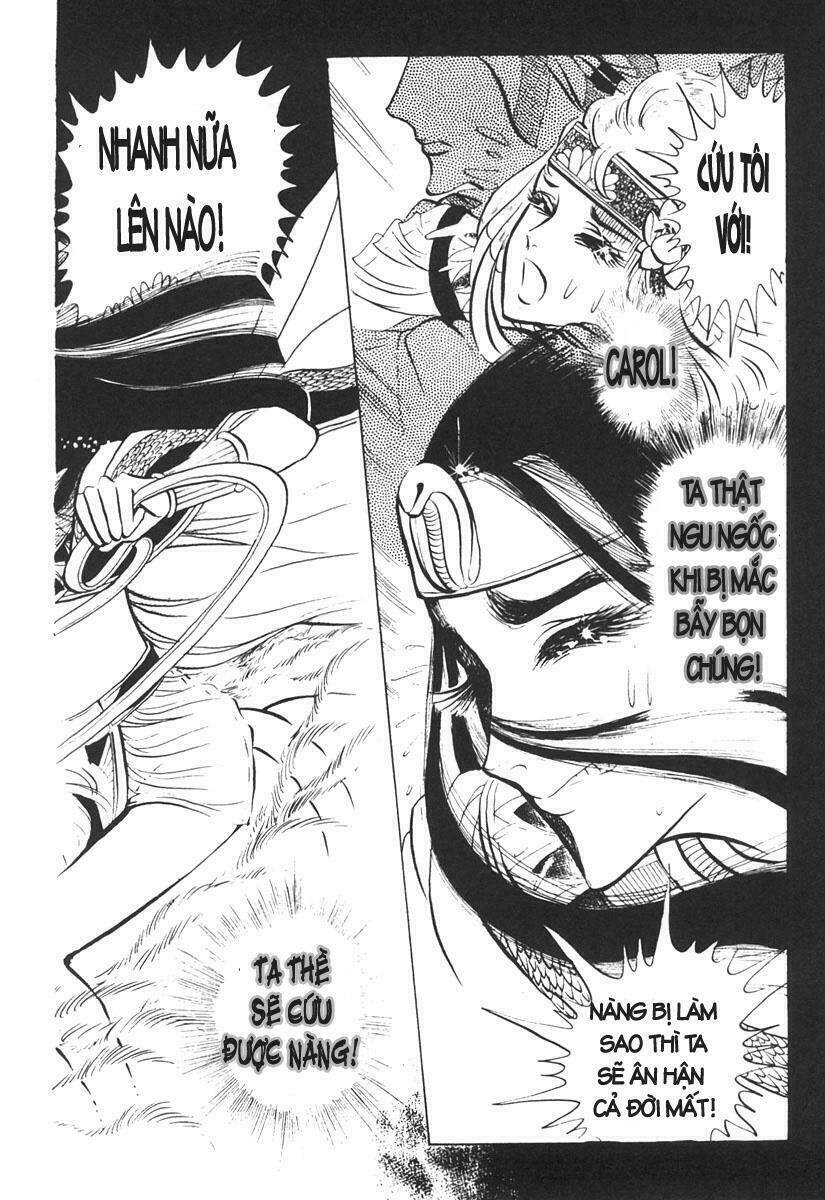 CỨU TÔI
VỚI!
CAROL!
TA THẬT
NGU NGỐC
KHI BỊ MẮC
BẪY BỌN
CHÚNG!
NÀNG BỊ LÀM
SAO THÌ TA
SẼ ÂN HẬN
CẢ ĐỜI MẤT!
NHANH NỮA
LÊN NÀO!
TA THỀ
SẼ CỨU
ĐƯỢC NÀNG!